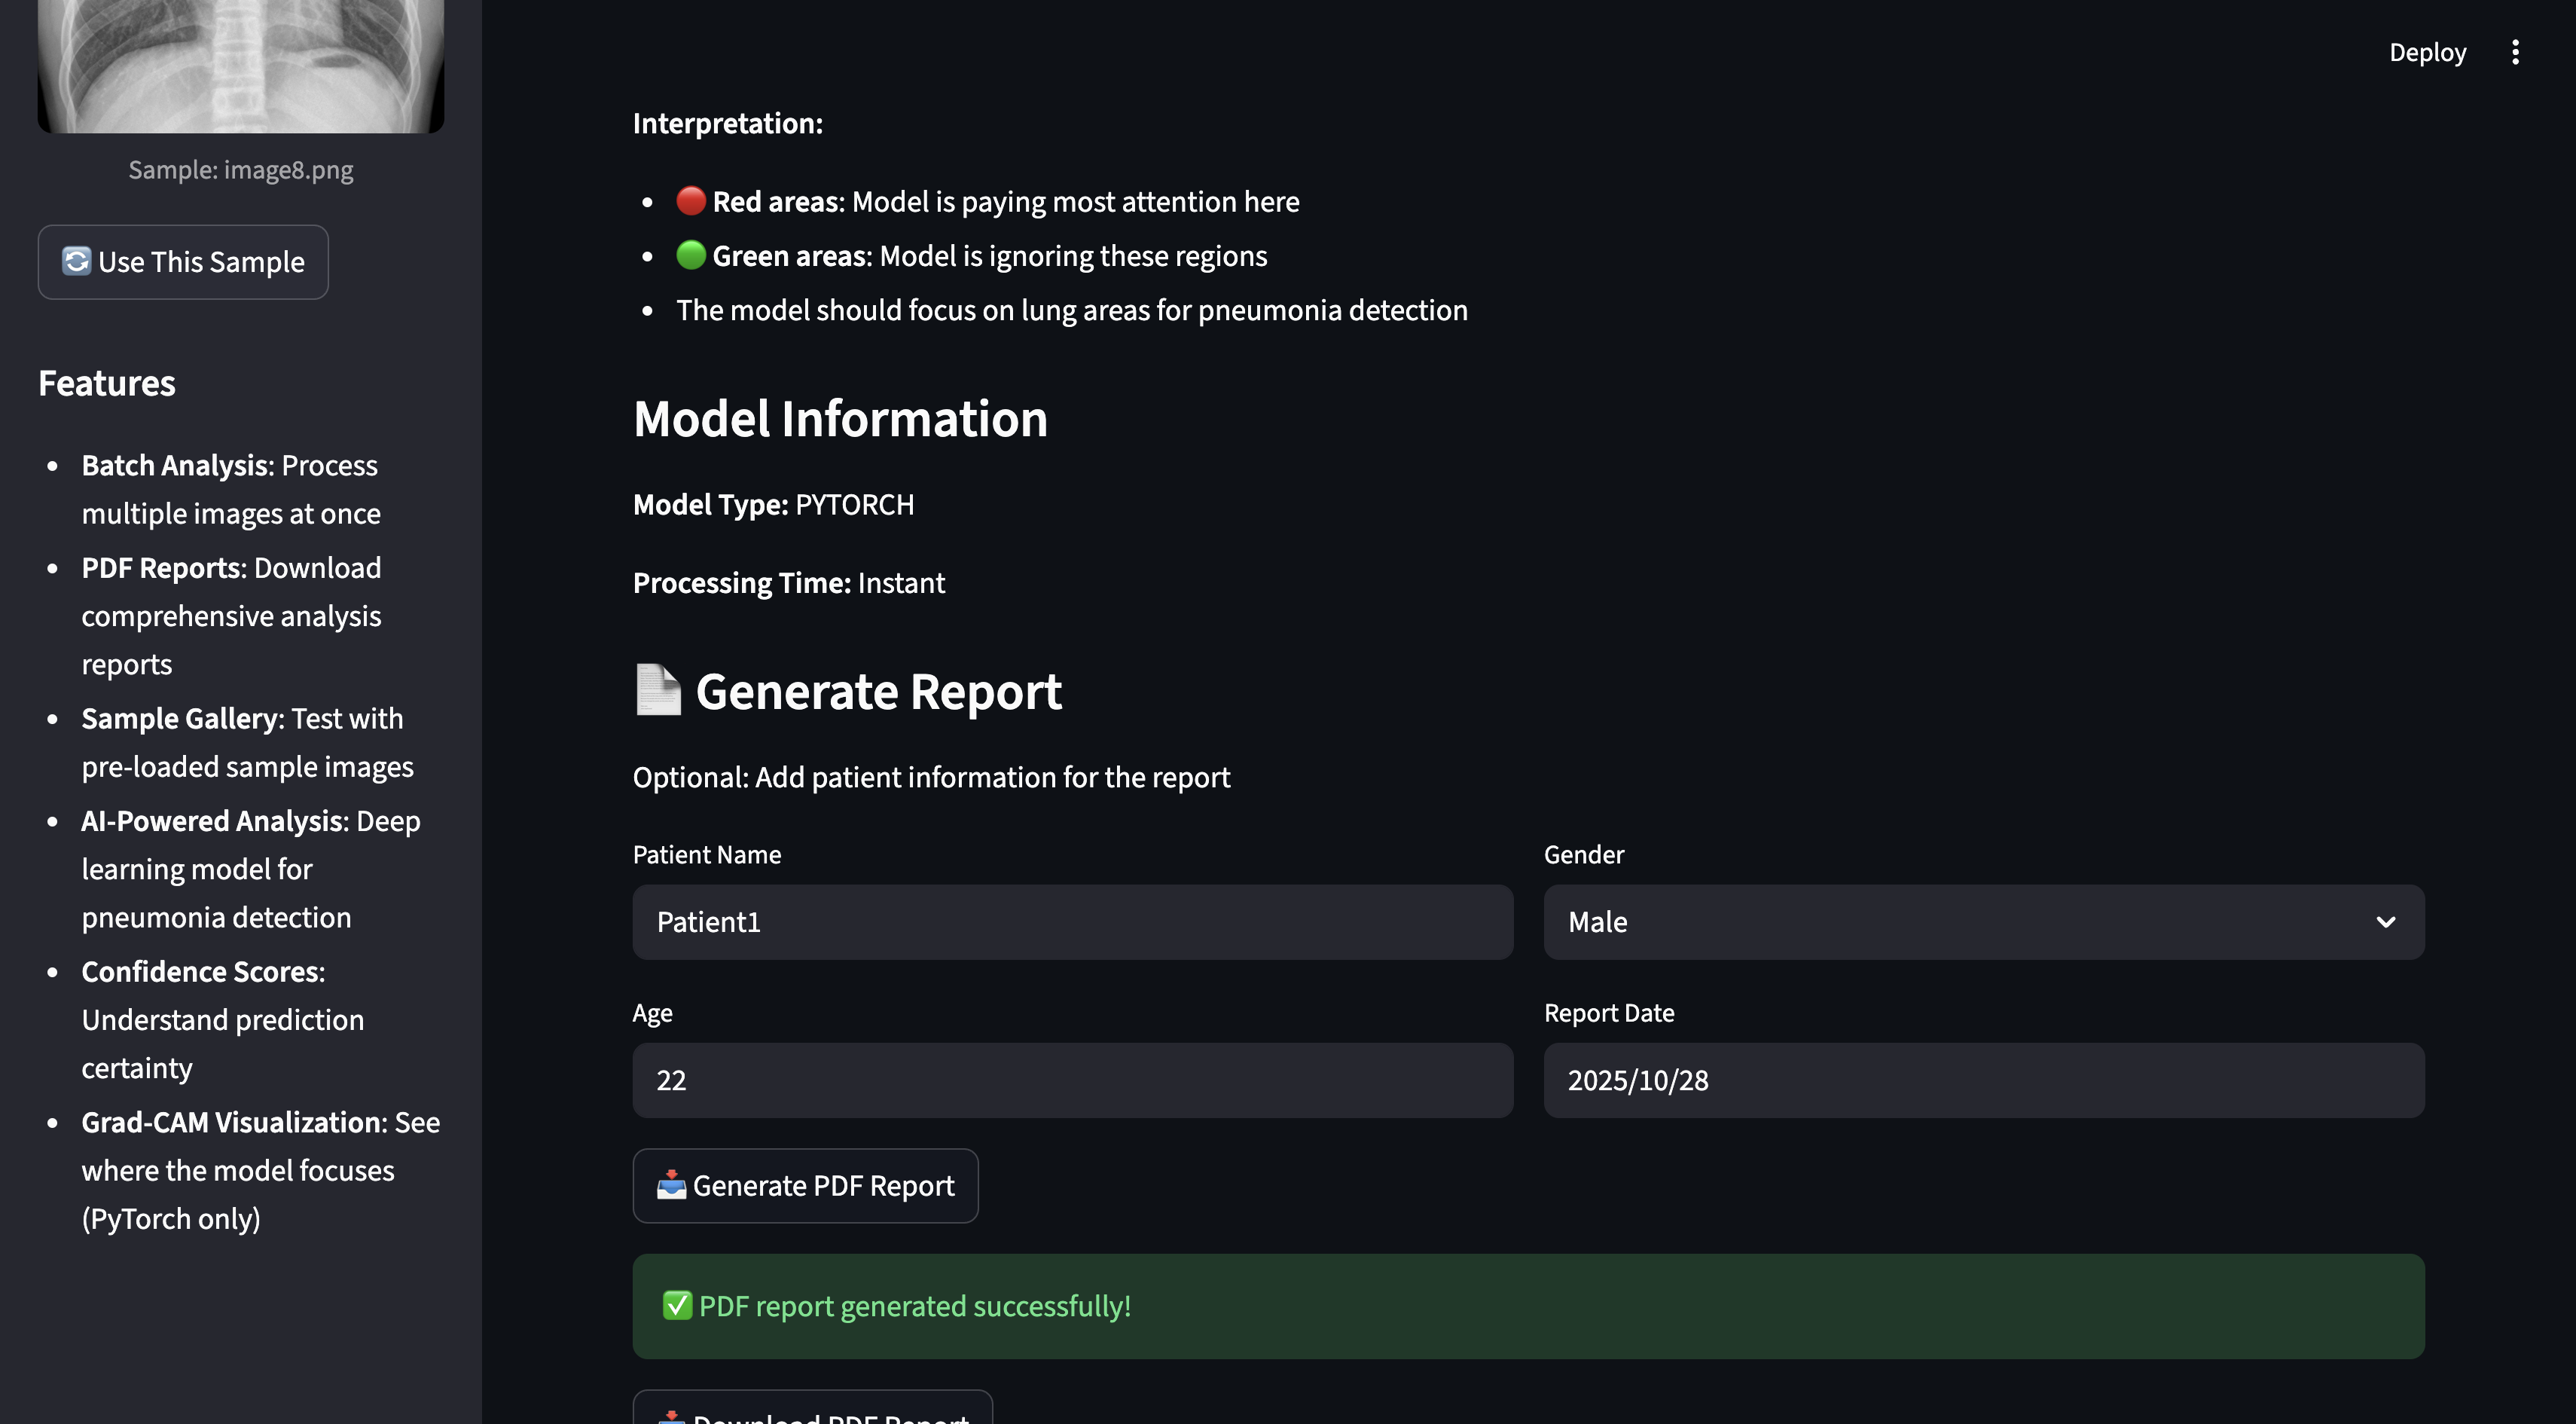 Sample: image8.png
🔄 Use This Sample
Features
• Batch Analysis: Process
multiple images at once
• PDF Reports: Download
comprehensive analysis
reports
• Sample Gallery: Test with
pre-loaded sample images
• AI-Powered Analysis: Deep
learning model for
pneumonia detection
• Confidence Scores:
Understand prediction
certainty
• Grad-CAM Visualization: See
where the model focuses
(PyTorch only)
Deploy
Interpretation:
• 🔴 Red areas: Model is paying most attention here
• 🟢 Green areas: Model is ignoring these regions
• The model should focus on lung areas for pneumonia detection
Model Information
Model Type: PYTORCH
Processing Time: Instant
📄 Generate Report
Optional: Add patient information for the report
Patient Name
Gender
Patient1
Male
Age
Report Date
22
2025/10/28
📥 Generate PDF Report
✅ PDF report generated successfully!
📥 Download PDF Report